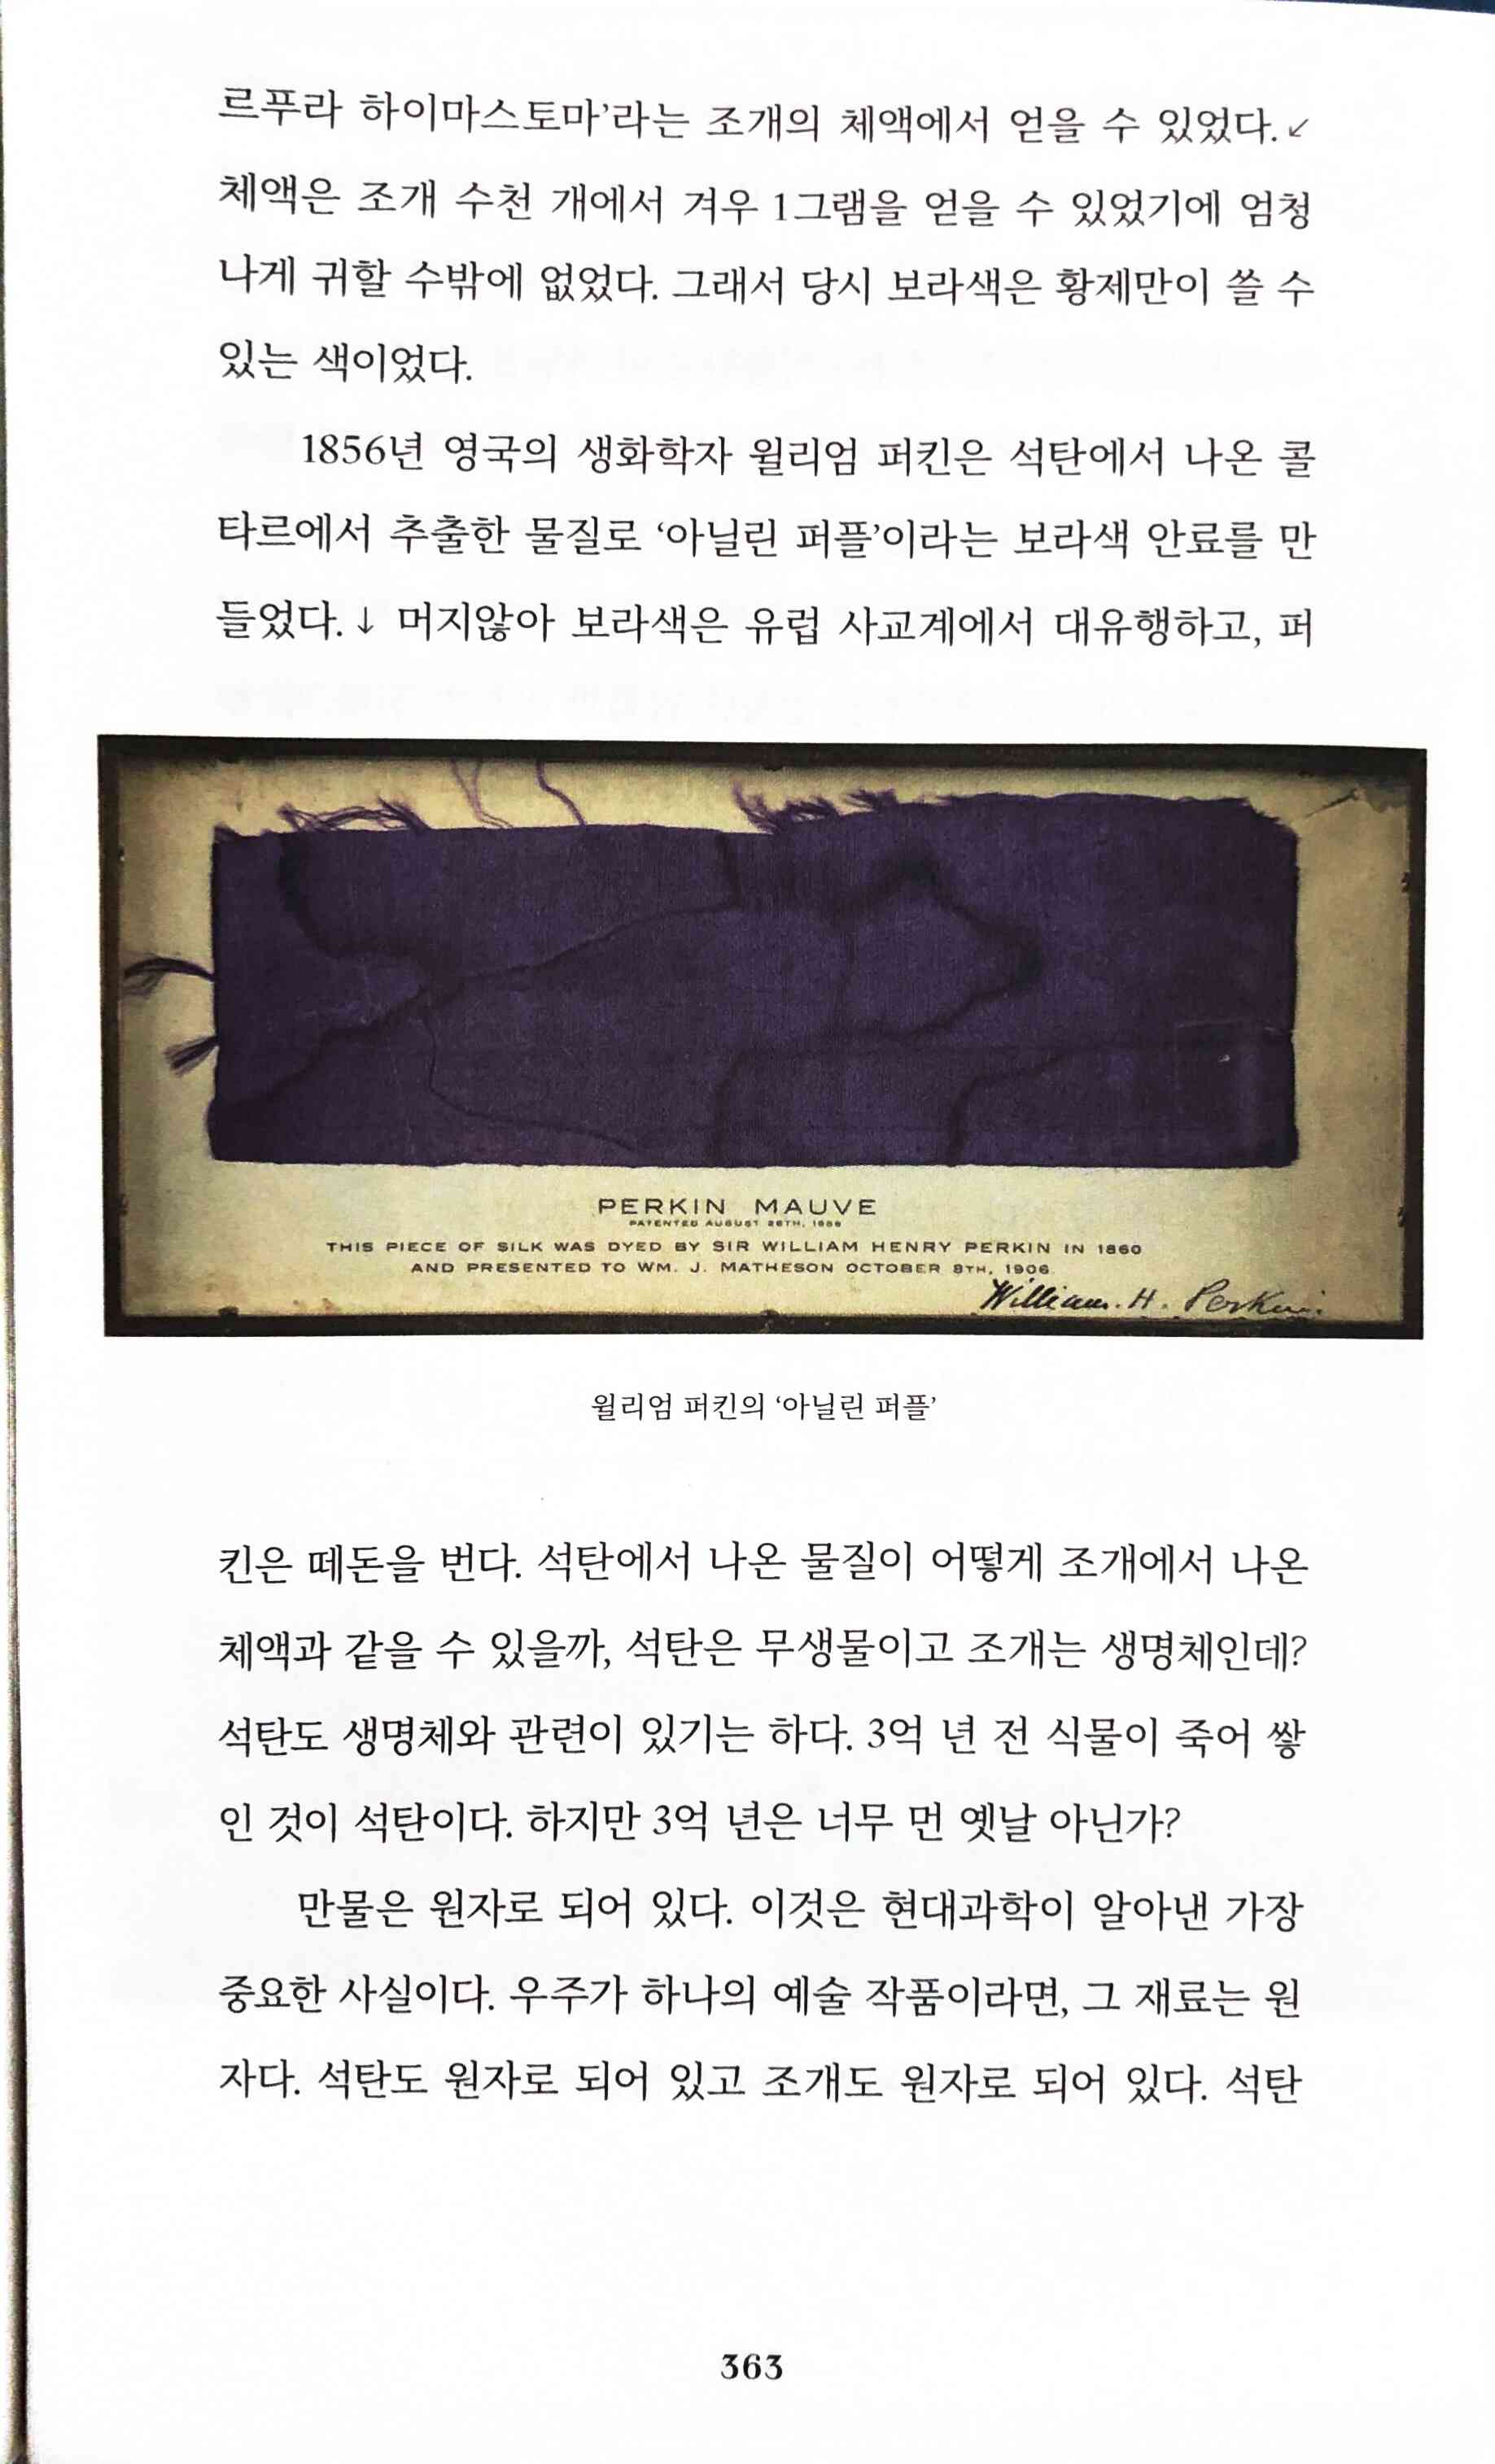 르푸라 하이마스토마’라는 조개의 체액에서 얻을 수 있었다.↙
체액은 조개 수천 개에서 겨우 1그램을 얻을 수 있었기에 엄청
나게 귀할 수밖에 없었다. 그래서 당시 보라색은 황제만이 쓸 수
있는 색이었다.
1856년 영국의 생화학자 윌리엄 퍼킨은 석탄에서 나온 콜
타르에서 추출한 물질로 ‘아닐린 퍼플’이라는 보라색 안료를 만
들었다.↓ 머지않아 보라색은 유럽 사교계에서 대유행하고, 퍼
PERKIN MAUVE
PATENTED AUGUST 26TH, 1856
THIS PIECE OF SILK WAS DYED BY SIR WILLIAM HENRY PERKIN IN 1860
AND PRESENTED TO WM. J. MATHESON OCTOBER 8TH, 1906.
William. H. Perkin.
윌리엄 퍼킨의 ‘아닐린 퍼플’
킨은 떼돈을 번다. 석탄에서 나온 물질이 어떻게 조개에서 나온
체액과 같을 수 있을까, 석탄은 무생물이고 조개는 생명체인데?
석탄도 생명체와 관련이 있기는 하다. 3억 년 전 식물이 죽어 쌓
인 것이 석탄이다. 하지만 3억 년은 너무 먼 옛날 아닌가?
만물은 원자로 되어 있다. 이것은 현대과학이 알아낸 가장
중요한 사실이다. 우주가 하나의 예술 작품이라면, 그 재료는 원
자다. 석탄도 원자로 되어 있고 조개도 원자로 되어 있다. 석탄
363